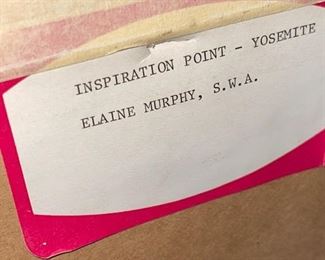 INSPIRATION POINT - YOSEMITE
ELAINE MURPHY, S.W.A.